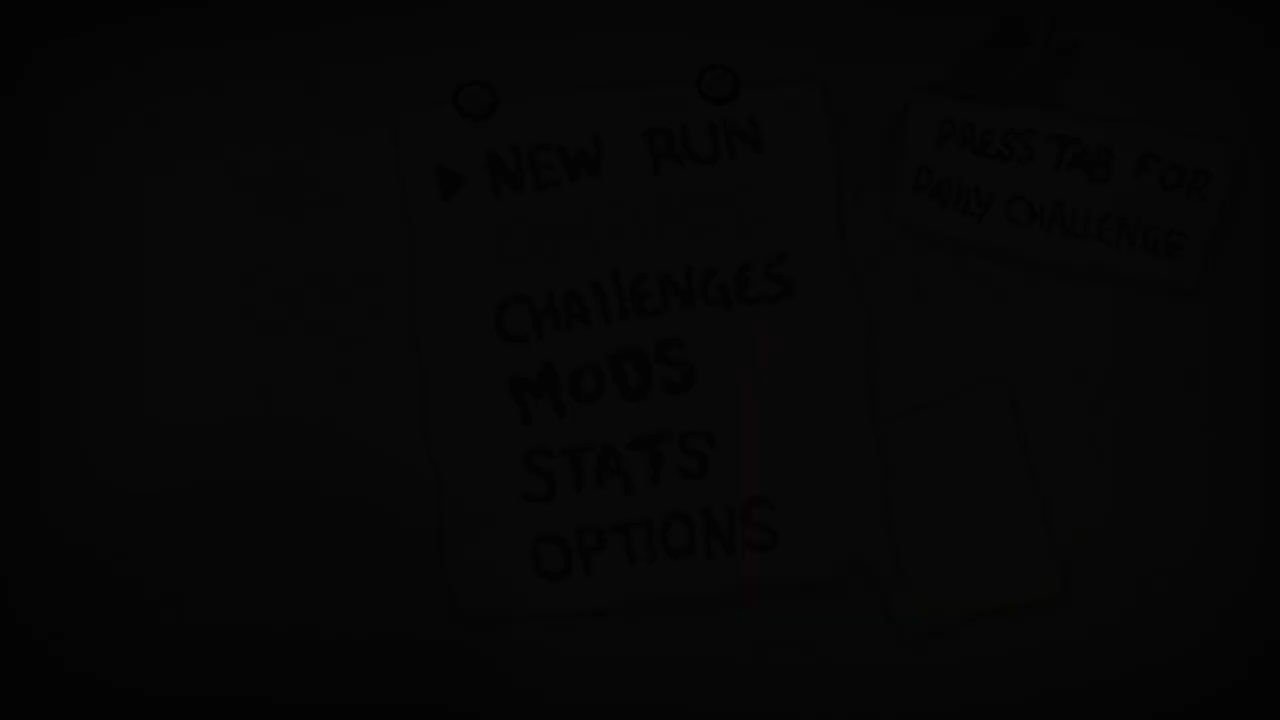 NEW RUN
CHAllENGES
MODS
STATS
OPTIONS
PRESS TAB FOR
DAILY CHALLENGE